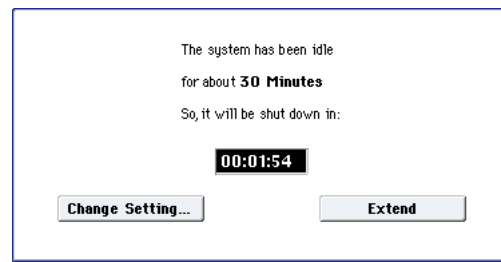 The system has been idle
for about 30 Minutes
So, it will be shut down in:
00:01:54
Change Setting... Extend